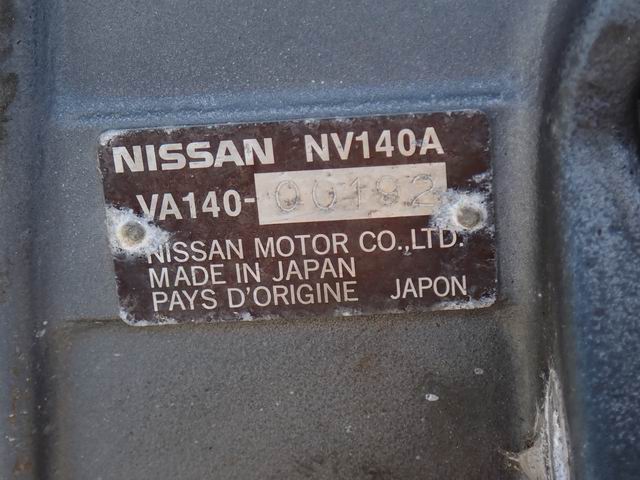 NISSAN NV140A
VA140-00192
NISSAN MOTOR CO.,LTD.
MADE IN JAPAN
PAYS D'ORIGINE JAPON